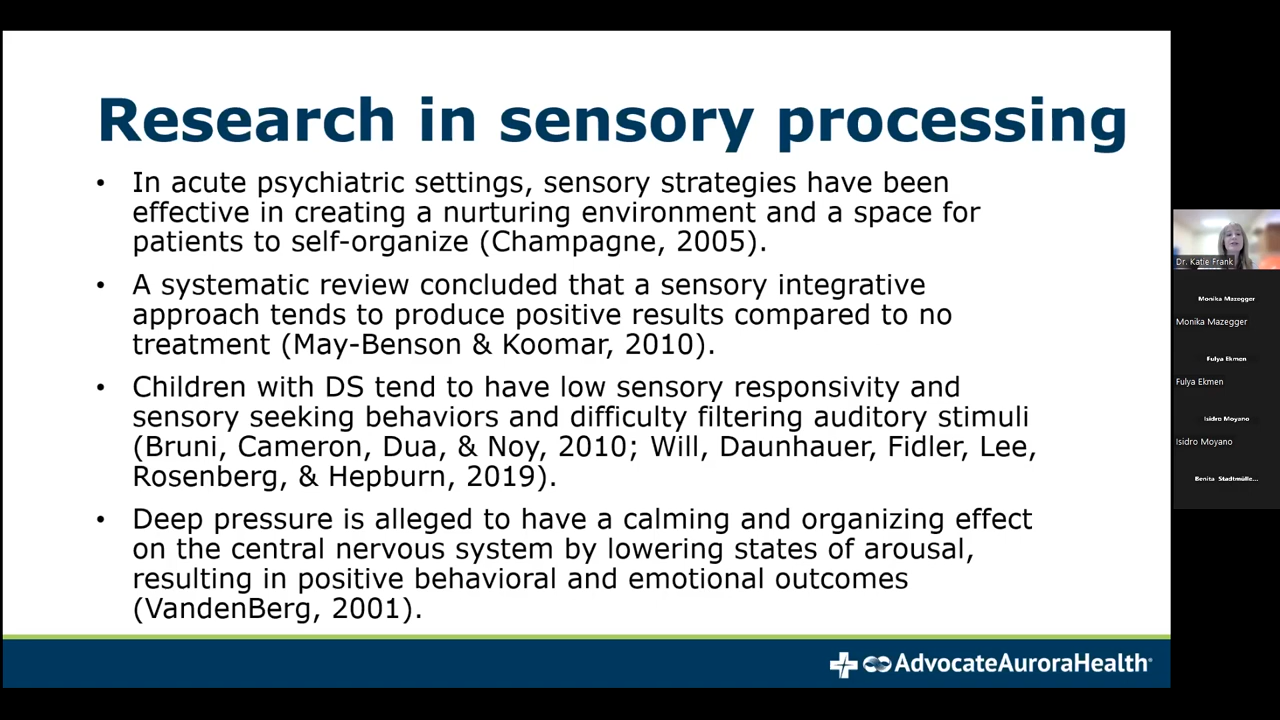 Research in sensory processing
• In acute psychiatric settings, sensory strategies have been
effective in creating a nurturing environment and a space for
patients to self-organize (Champagne, 2005).
• A systematic review concluded that a sensory integrative
approach tends to produce positive results compared to no
treatment (May-Benson & Koomar, 2010).
• Children with DS tend to have low sensory responsivity and
sensory seeking behaviors and difficulty filtering auditory stimuli
(Bruni, Cameron, Dua, & Noy, 2010; Will, Daunhauer, Fidler, Lee,
Rosenberg, & Hepburn, 2019).
• Deep pressure is alleged to have a calming and organizing effect
on the central nervous system by lowering states of arousal,
resulting in positive behavioral and emotional outcomes
(VandenBerg, 2001).
AdvocateAuroraHealth®
Dr. Katie Frank
Monika Mazegger
Monika Mazegger
Fulya Ekmen
Fulya Ekmen
Isidro Moyano
Isidro Moyano
Benita Stadtmülle...